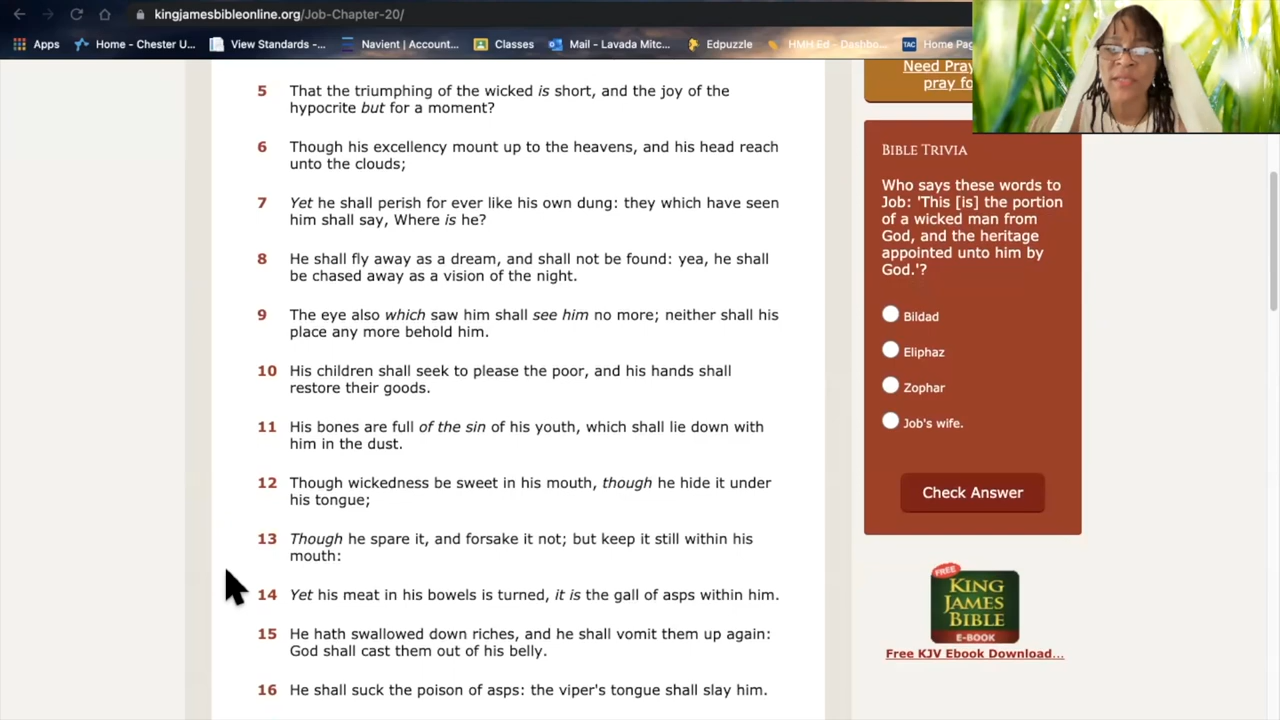 kingjamesbibleonline.org/Job-Chapter-20/
Apps
Home - Chester U...
View Standards -...
Navient | Account...
Classes
Mail - Lavada Mitc...
Edpuzzle
HMH Ed - Dashbo...
Home Pag
5 That the triumphing of the wicked is short, and the joy of the
hypocrite but for a moment?
6 Though his excellency mount up to the heavens, and his head reach
unto the clouds;
7 Yet he shall perish for ever like his own dung: they which have seen
him shall say, Where is he?
8 He shall fly away as a dream, and shall not be found: yea, he shall
be chased away as a vision of the night.
9 The eye also which saw him shall see him no more; neither shall his
place any more behold him.
10 His children shall seek to please the poor, and his hands shall
restore their goods.
11 His bones are full of the sin of his youth, which shall lie down with
him in the dust.
12 Though wickedness be sweet in his mouth, though he hide it under
his tongue;
13 Though he spare it, and forsake it not; but keep it still within his
mouth:
14 Yet his meat in his bowels is turned, it is the gall of asps within him.
15 He hath swallowed down riches, and he shall vomit them up again:
God shall cast them out of his belly.
16 He shall suck the poison of asps: the viper's tongue shall slay him.
Need Pray
pray fo
BIBLE TRIVIA
Who says these words to
Job: 'This [is] the portion
of a wicked man from
God, and the heritage
appointed unto him by
God.'?
Bildad
Eliphaz
Zophar
Job's wife.
Check Answer
FREE
KING
JAMES
BIBLE
E-BOOK
Free KJV Ebook Download...